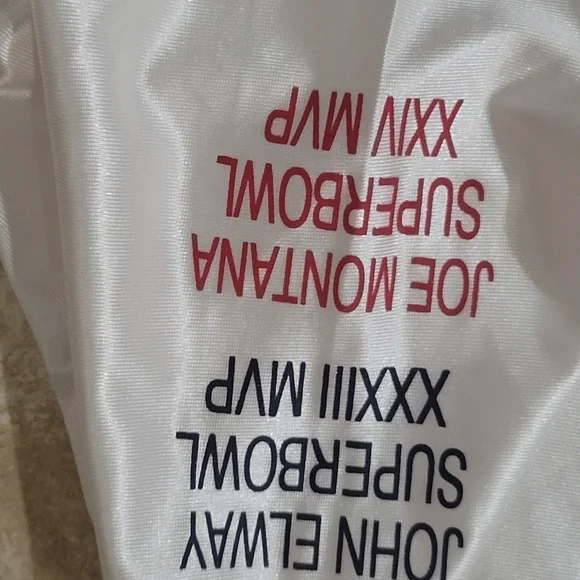 JOHN ELWAY
SUPERBOWL
XXXIII MVP
JOE MONTANA
SUPERBOWL
XXIV MVP